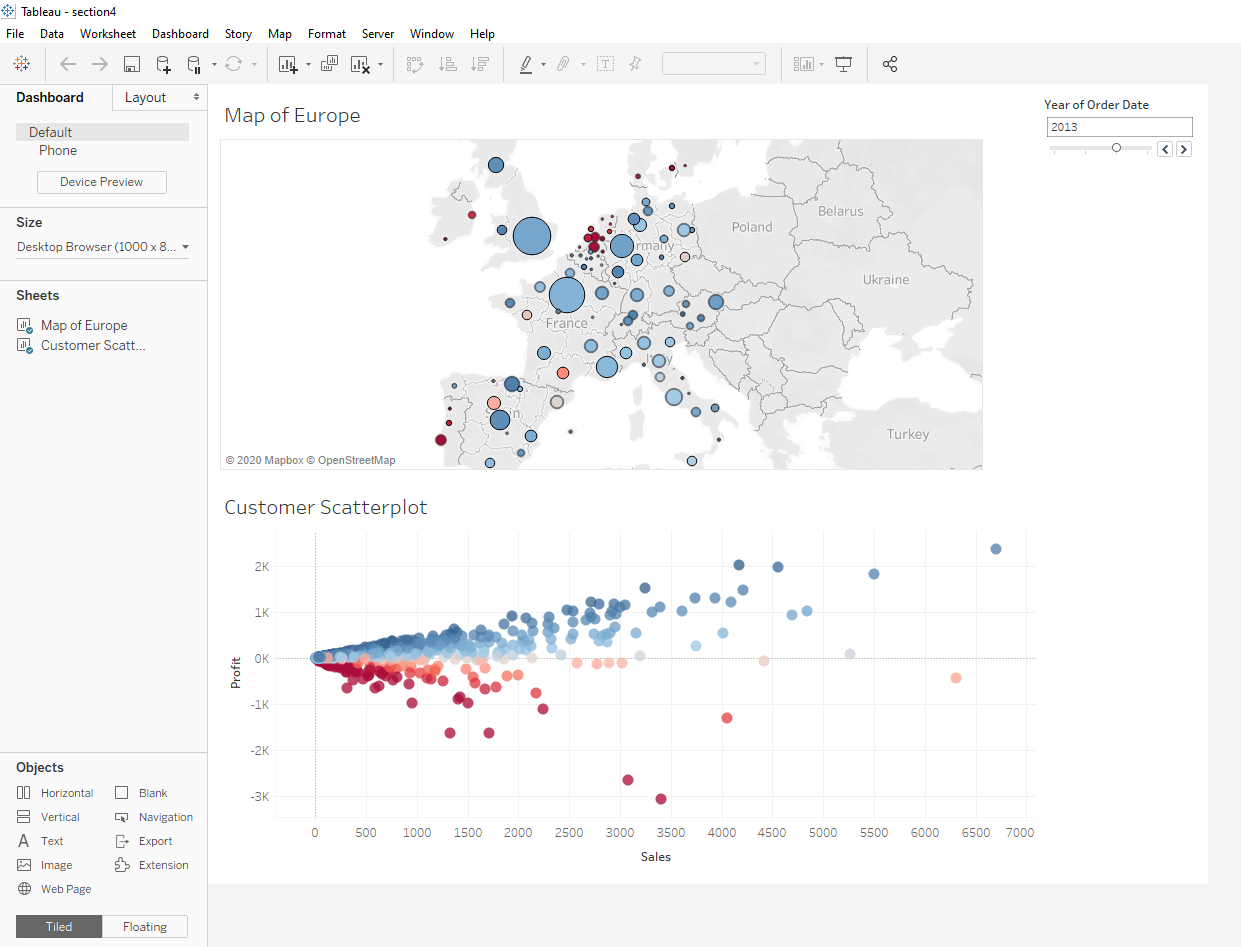 Tableau - section4
File Data Worksheet Dashboard Story Map Format Server Window Help
Dashboard Layout
Default
Phone
Device Preview
Size
Desktop Browser (1000 x 8...
Sheets
Map of Europe
Customer Scatt...
Objects
Horizontal Blank
Vertical Navigation
A Text Export
Image Extension
Web Page
Tiled Floating
Map of Europe
Belarus
Poland
rmany
Ukraine
France
Turkey
© 2020 Mapbox © OpenStreetMap
Year of Order Date
2013
Customer Scatterplot
2K
1K
0K
-1K
-2K
-3K
Profit
0 500 1000 1500 2000 2500 3000 3500 4000 4500 5000 5500 6000 6500 7000
Sales